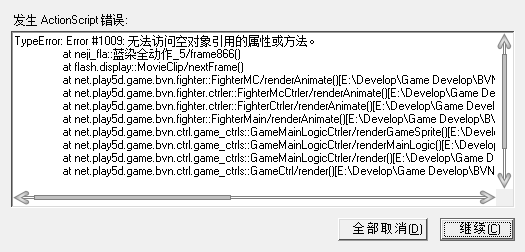 发生 ActionScript 错误:
TypeError: Error #1009: 无法访问空对象引用的属性或方法。
at neji_fla::蓝染全动作_5/frame866()
at flash.display::MovieClip/nextFrame()
at net.play5d.game.bvn.fighter::FighterMC/renderAnimate()[E:\Develop\Game Develop\BVN
at net.play5d.game.bvn.fighter.ctrler::FighterMcCtrler/renderAnimate()[E:\Develop\Game
at net.play5d.game.bvn.fighter.ctrler::FighterCtrler/renderAnimate()[E:\Develop\Game De
at net.play5d.game.bvn.fighter::FighterMain/renderAnimate()[E:\Develop\Game Develop\BV
at net.play5d.game.bvn.ctrl.game_ctrls::GameMainLogicCtrler/renderGameSprite()[E:\Deve
at net.play5d.game.bvn.ctrl.game_ctrls::GameMainLogicCtrler/renderMainLogic()[E:\Develo
at net.play5d.game.bvn.ctrl.game_ctrls::GameMainLogicCtrler/render()[E:\Develop\Game D
at net.play5d.game.bvn.ctrl.game_ctrls::GameCtrl/render()[E:\Develop\Game Develop\BVN
全部取消(D)
继续(C)